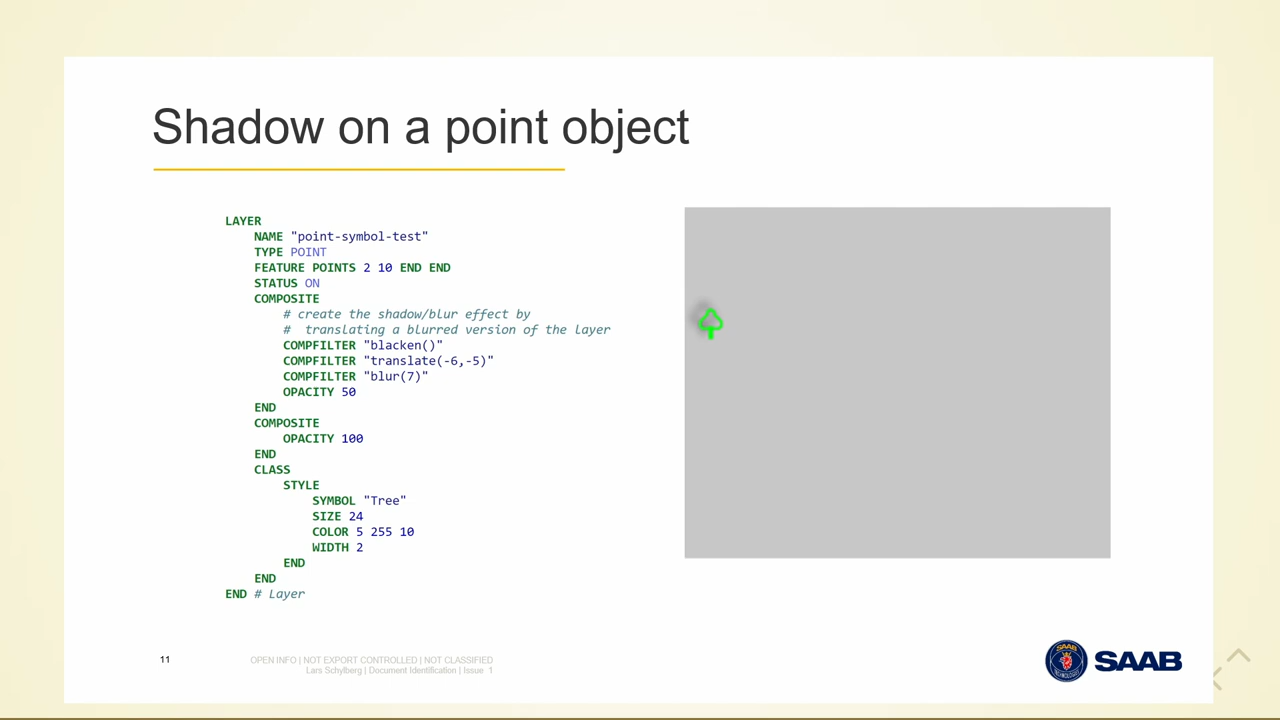 Shadow on a point object
LAYER
NAME "point-symbol-test"
TYPE POINT
FEATURE POINTS 2 10 END END
STATUS ON
COMPOSITE
# create the shadow/blur effect by
#  translating a blurred version of the layer
COMPFILTER "blacken()"
COMPFILTER "translate(-6,-5)"
COMPFILTER "blur(7)"
OPACITY 50
END
COMPOSITE
OPACITY 100
END
CLASS
STYLE
SYMBOL "Tree"
SIZE 24
COLOR 5 255 10
WIDTH 2
END
END
END # Layer
11
OPEN INFO | NOT EXPORT CONTROLLED | NOT CLASSIFIED
Lars Schylberg | Document Identification | Issue 1
SAAB
SAAB